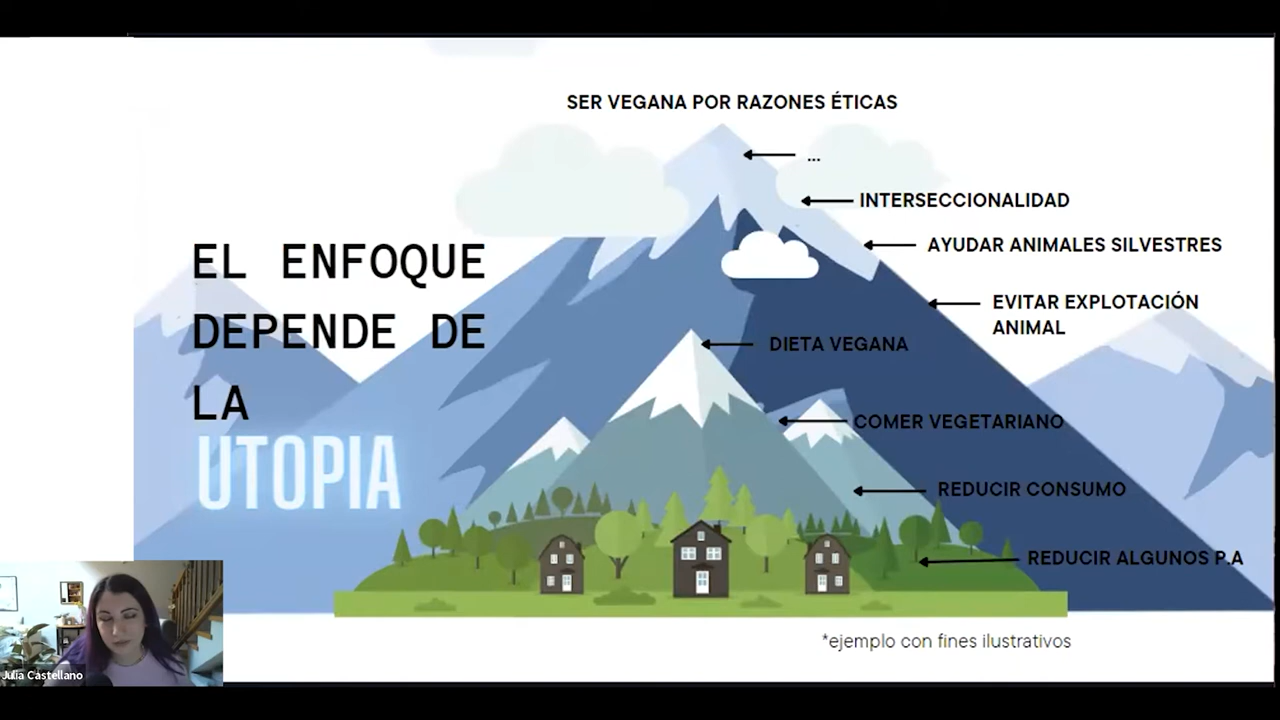 SER VEGANA POR RAZONES ÉTICAS
...
INTERSECCIONALIDAD
AYUDAR ANIMALES SILVESTRES
EL ENFOQUE
DEPENDE DE
LA
UTOPIA
EVITAR EXPLOTACIÓN
ANIMAL
DIETA VEGANA
COMER VEGETARIANO
REDUCIR CONSUMO
REDUCIR ALGUNOS P.A
*ejemplo con fines ilustrativos
Julia Castellano